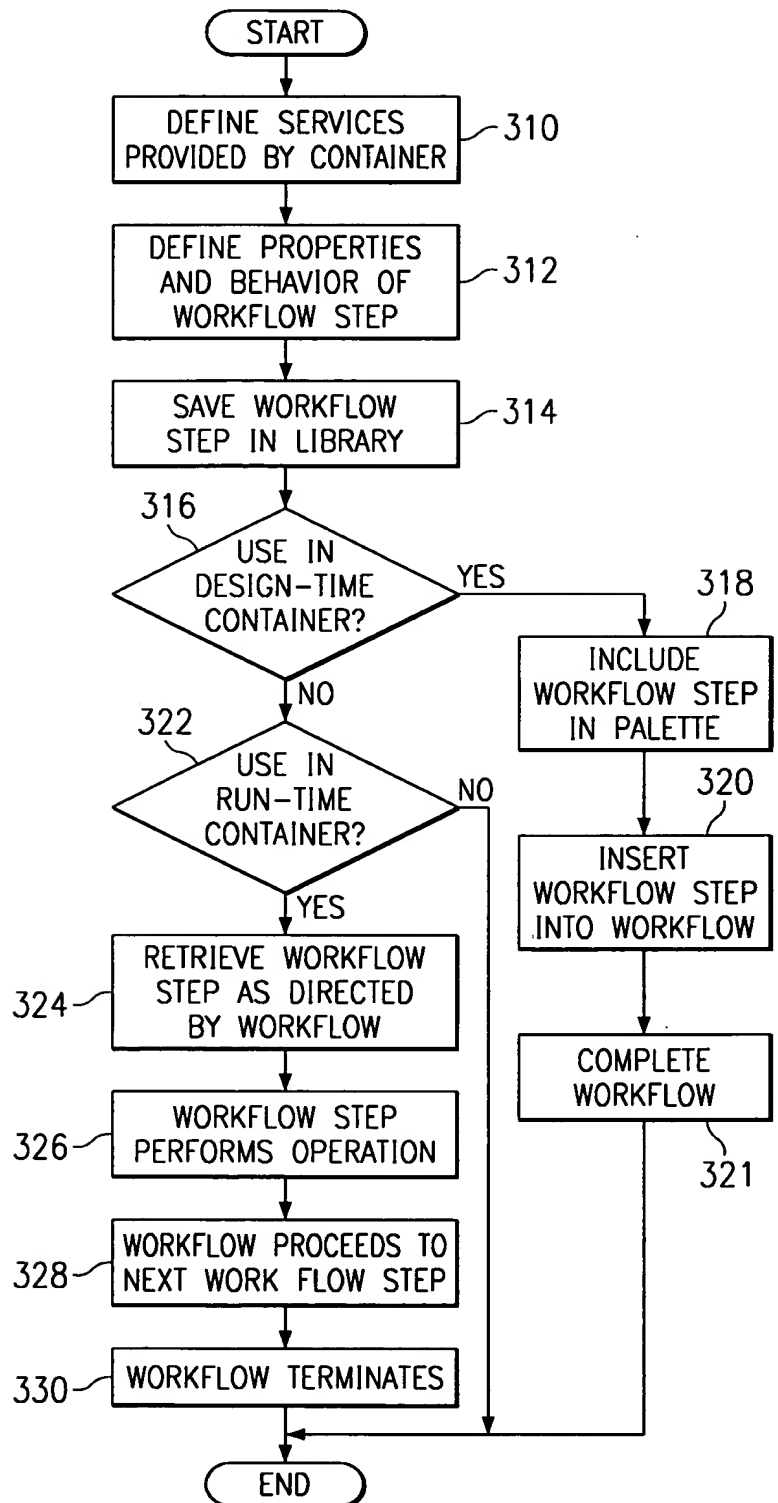 START
DEFINE SERVICES
PROVIDED BY CONTAINER
310
DEFINE PROPERTIES
AND BEHAVIOR OF
WORKFLOW STEP
312
SAVE WORKFLOW
STEP IN LIBRARY
314
316
USE IN
DESIGN-TIME
CONTAINER?
YES
NO
318
INCLUDE
WORKFLOW STEP
IN PALETTE
322
USE IN
RUN-TIME
CONTAINER?
NO
YES
320
INSERT
WORKFLOW STEP
INTO WORKFLOW
RETRIEVE WORKFLOW
STEP AS DIRECTED
BY WORKFLOW
324
COMPLETE
WORKFLOW
321
WORKFLOW STEP
PERFORMS OPERATION
326
WORKFLOW PROCEEDS TO
NEXT WORK FLOW STEP
328
WORKFLOW TERMINATES
330
END